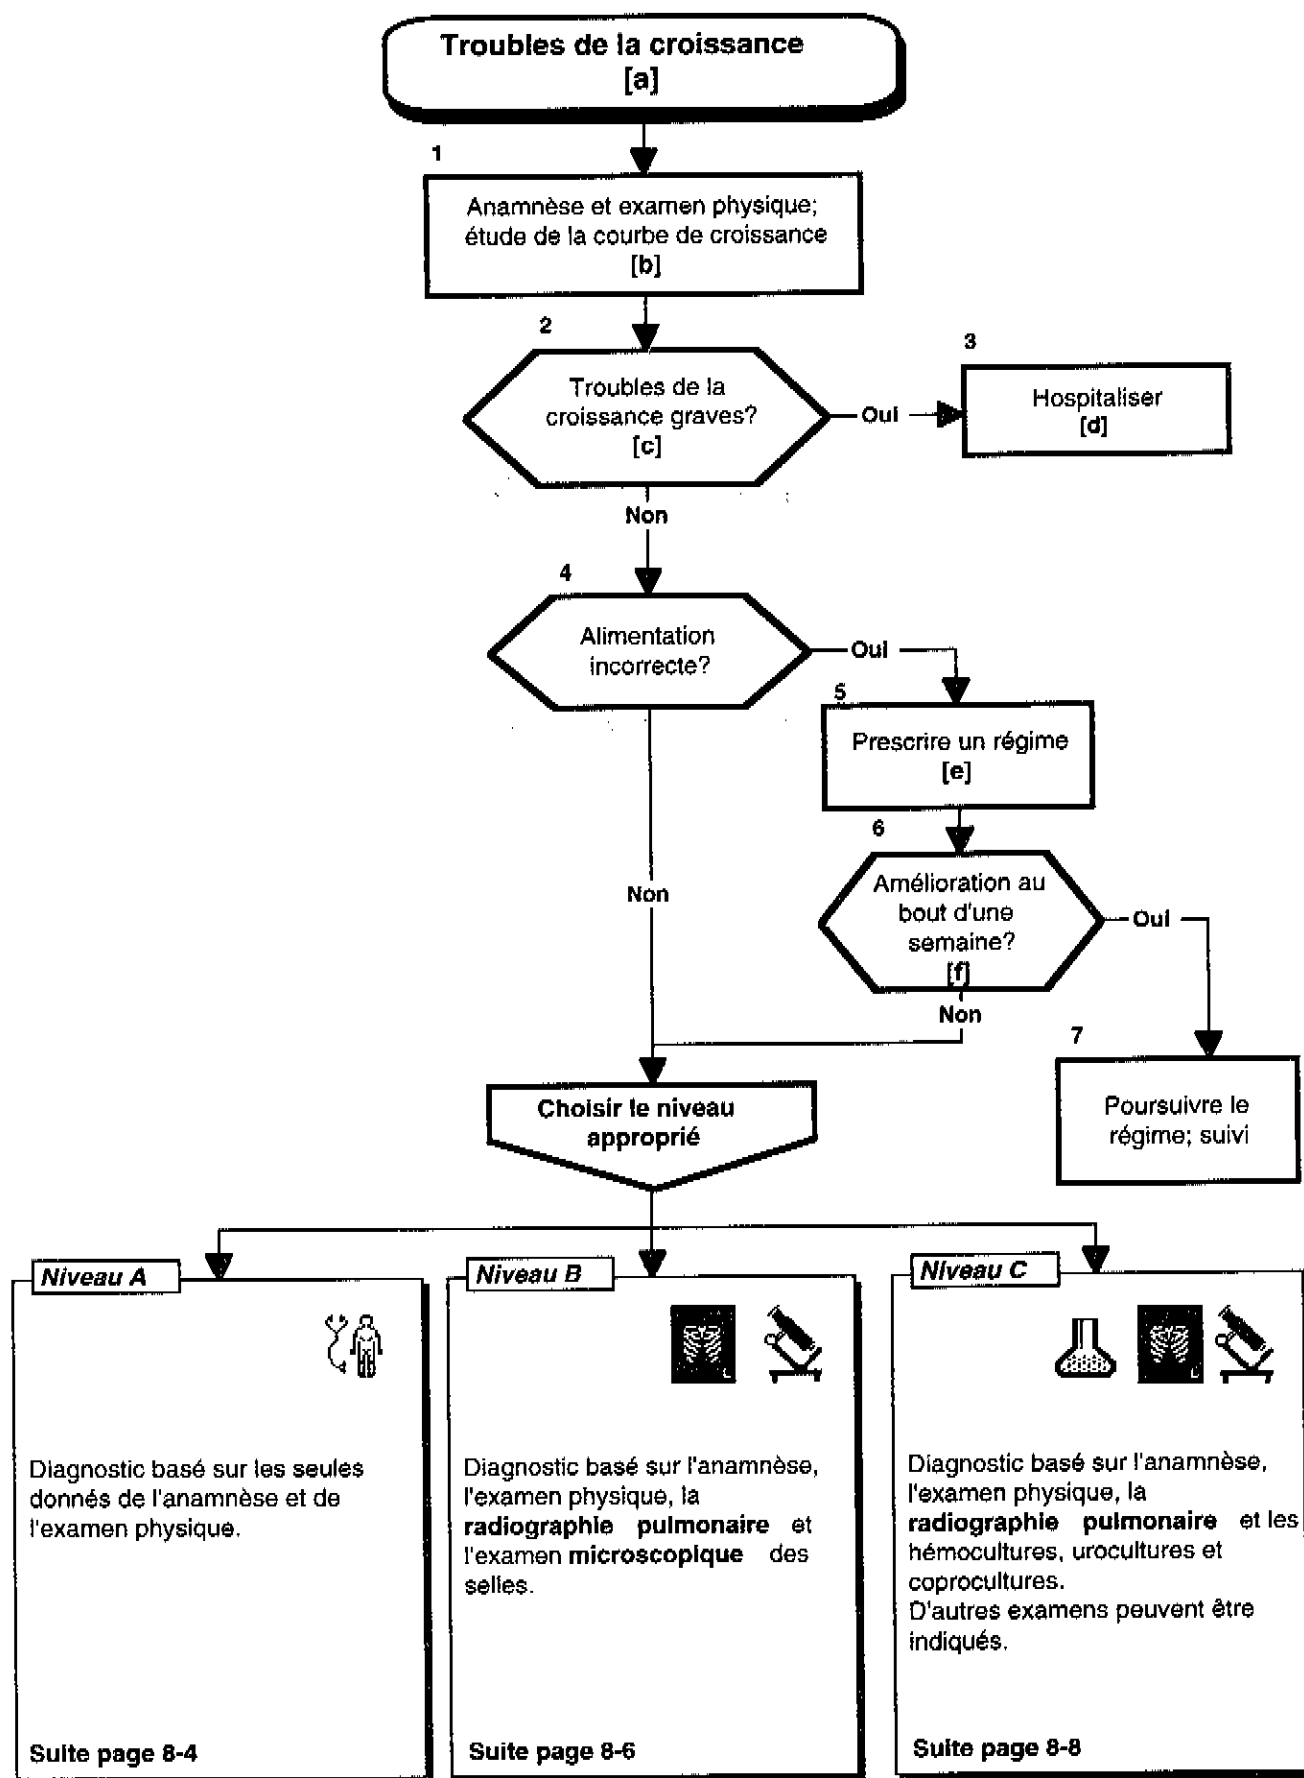 Troubles de la croissance
[a]
1
Anamnèse et examen physique;
étude de la courbe de croissance
[b]
2
Troubles de la
croissance graves?
[c]
Oui
3
Hospitaliser
[d]
Non
4
Alimentation
incorrecte?
Oui
5
Prescrire un régime
[e]
6
Amélioration au
bout d'une
semaine?
[f]
Oui
Non
Non
7
Poursuivre le
régime; suivi
Choisir le niveau
approprié
Niveau A
Diagnostic basé sur les seules
donnés de l'anamnèse et de
l'examen physique.
Suite page 8-4
Niveau B
Diagnostic basé sur l'anamnèse,
l'examen physique, la
radiographie pulmonaire et
l'examen microscopique des
selles.
Suite page 8-6
Niveau C
L
Diagnostic basé sur l'anamnèse,
l'examen physique, la
radiographie pulmonaire et les
hémocultures, urocultures et
coprocultures.
D'autres examens peuvent être
indiqués.
Suite page 8-8